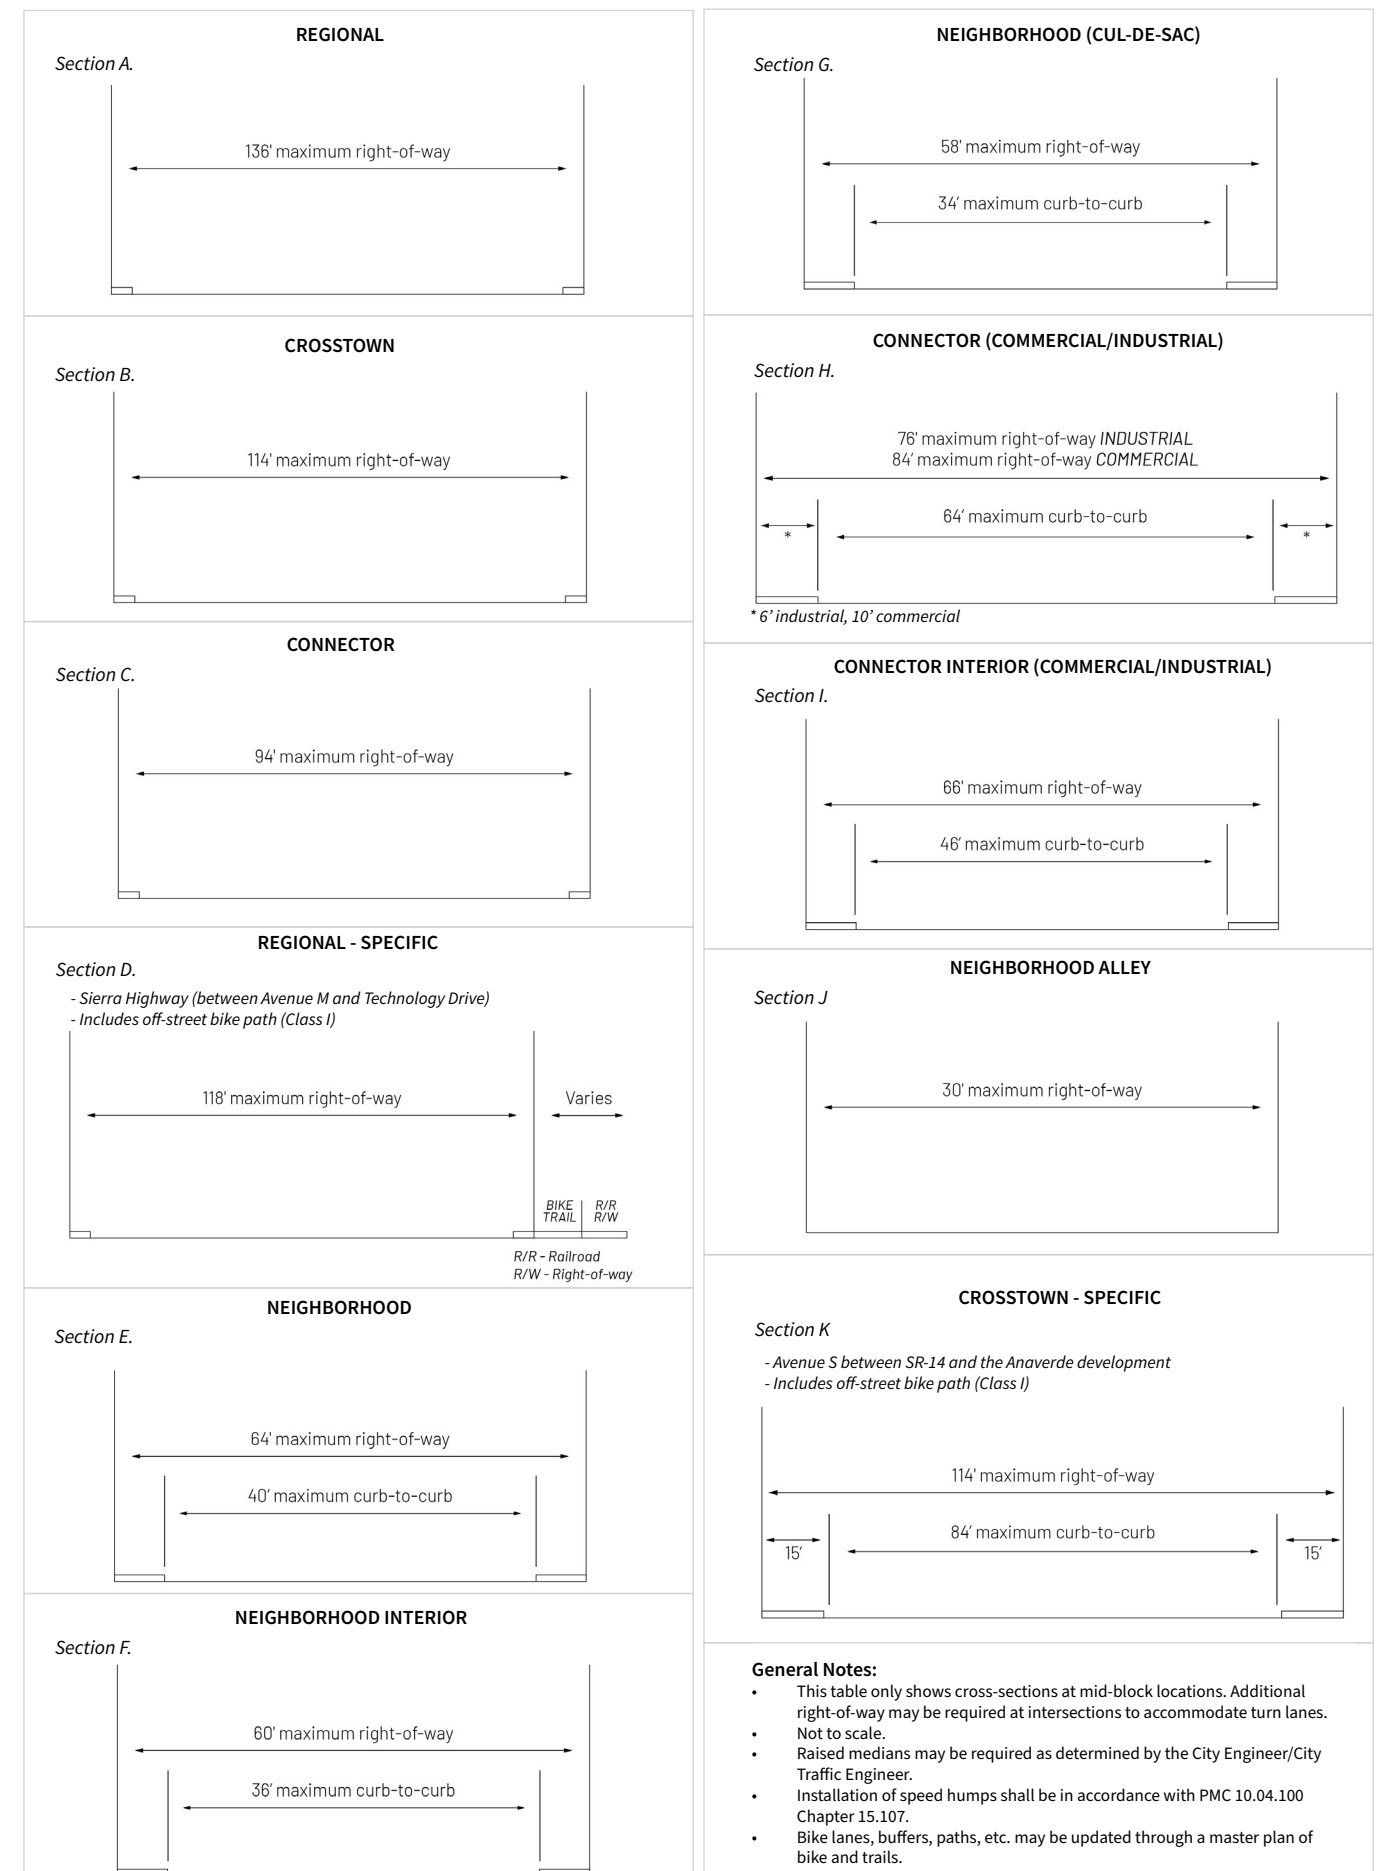 REGIONAL
Section A.
136' maximum right-of-way
CROSSTOWN
Section B.
114' maximum right-of-way
CONNECTOR
Section C.
94' maximum right-of-way
REGIONAL - SPECIFIC
Section D.
- Sierra Highway (between Avenue M and Technology Drive)
- Includes off-street bike path (Class I)
118' maximum right-of-way
Varies
BIKE TRAIL
R/R R/W
R/R - Railroad
R/W - Right-of-way
NEIGHBORHOOD
Section E.
64' maximum right-of-way
40' maximum curb-to-curb
NEIGHBORHOOD INTERIOR
Section F.
60' maximum right-of-way
36' maximum curb-to-curb
NEIGHBORHOOD (CUL-DE-SAC)
Section G.
58' maximum right-of-way
34' maximum curb-to-curb
CONNECTOR (COMMERCIAL/INDUSTRIAL)
Section H.
76' maximum right-of-way INDUSTRIAL
84' maximum right-of-way COMMERCIAL
64' maximum curb-to-curb
*
*
* 6' industrial, 10' commercial
CONNECTOR INTERIOR (COMMERCIAL/INDUSTRIAL)
Section I.
66' maximum right-of-way
46' maximum curb-to-curb
NEIGHBORHOOD ALLEY
Section J
30' maximum right-of-way
CROSSTOWN - SPECIFIC
Section K
- Avenue S between SR-14 and the Anaverde development
- Includes off-street bike path (Class I)
114' maximum right-of-way
84' maximum curb-to-curb
15'
15'
General Notes:
• This table only shows cross-sections at mid-block locations. Additional
right-of-way may be required at intersections to accommodate turn lanes.
• Not to scale.
• Raised medians may be required as determined by the City Engineer/City
Traffic Engineer.
• Installation of speed humps shall be in accordance with PMC 10.04.100
Chapter 15.107.
• Bike lanes, buffers, paths, etc. may be updated through a master plan of
bike and trails.